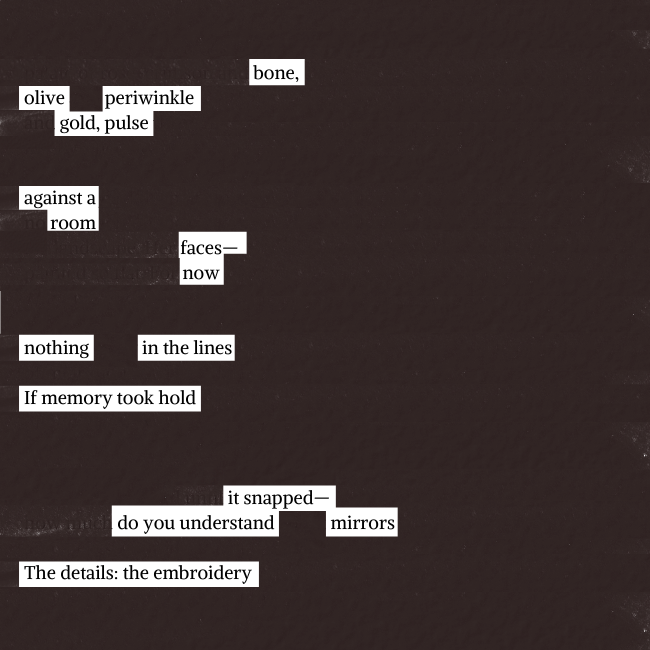 bone,
olive periwinkle
gold, pulse
against a
room
faces—
now
nothing in the lines
If memory took hold
it snapped—
do you understand mirrors
The details: the embroidery